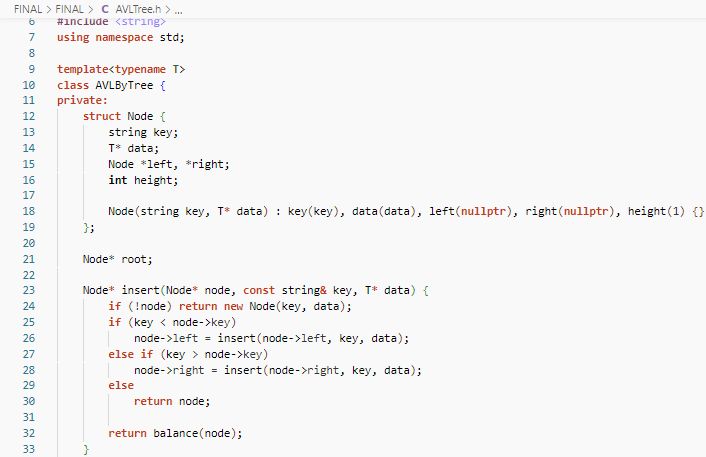 FINAL > FINAL > C AVLTree.h > ...
6 #include <string>
7 using namespace std;
8
9 template<typename T>
10 class AVLByTree {
11 private:
12 struct Node {
13 string key;
14 T* data;
15 Node *left, *right;
16 int height;
17
18 Node(string key, T* data) : key(key), data(data), left(nullptr), right(nullptr), height(1) {}
19 };
20
21 Node* root;
22
23 Node* insert(Node* node, const string& key, T* data) {
24 if (!node) return new Node(key, data);
25 if (key < node->key)
26 node->left = insert(node->left, key, data);
27 else if (key > node->key)
28 node->right = insert(node->right, key, data);
29 else
30 return node;
31
32 return balance(node);
33 }